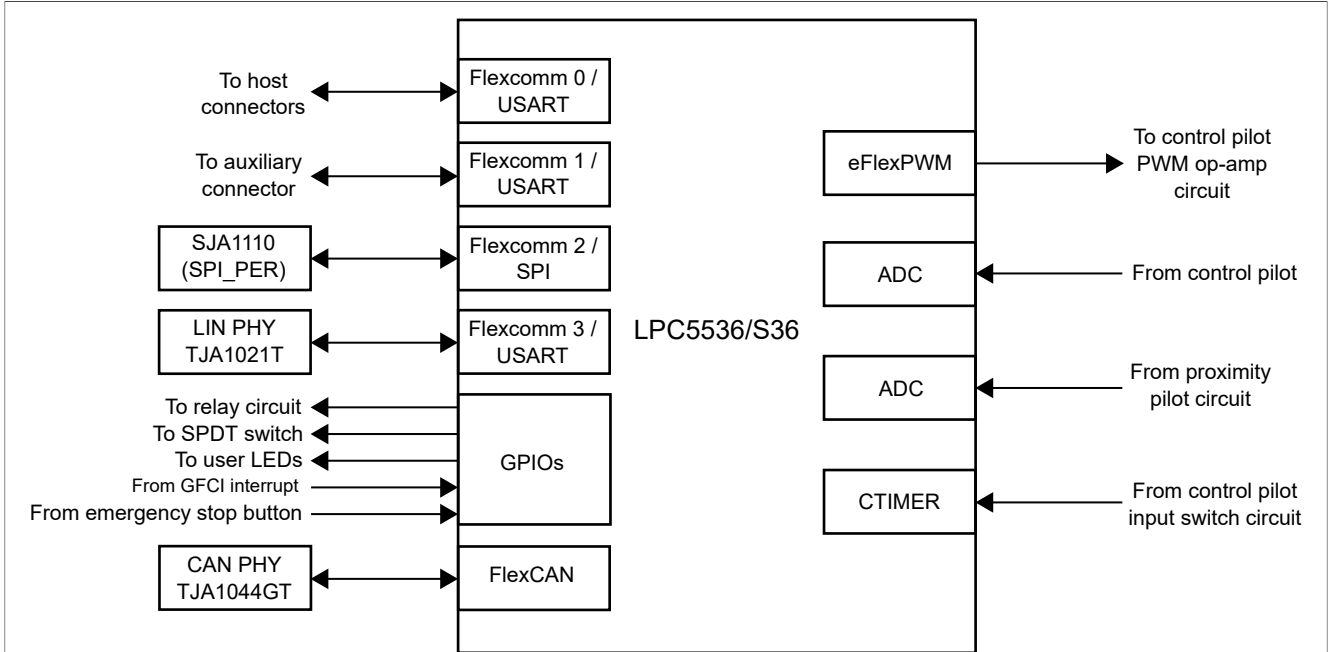 To host
connectors
Flexcomm 0 /
USART
To auxiliary
connector
Flexcomm 1 /
USART
SJA1110
(SPI_PER)
Flexcomm 2 /
SPI
LIN PHY
TJA1021T
Flexcomm 3 /
USART
To relay circuit
To SPDT switch
To user LEDs
From GFCI interrupt
From emergency stop button
GPIOs
CAN PHY
TJA1044GT
FlexCAN
LPC5536/S36
eFlexPWM
To control pilot
PWM op-amp
circuit
ADC
From control pilot
ADC
From proximity
pilot circuit
CTIMER
From control pilot
input switch circuit